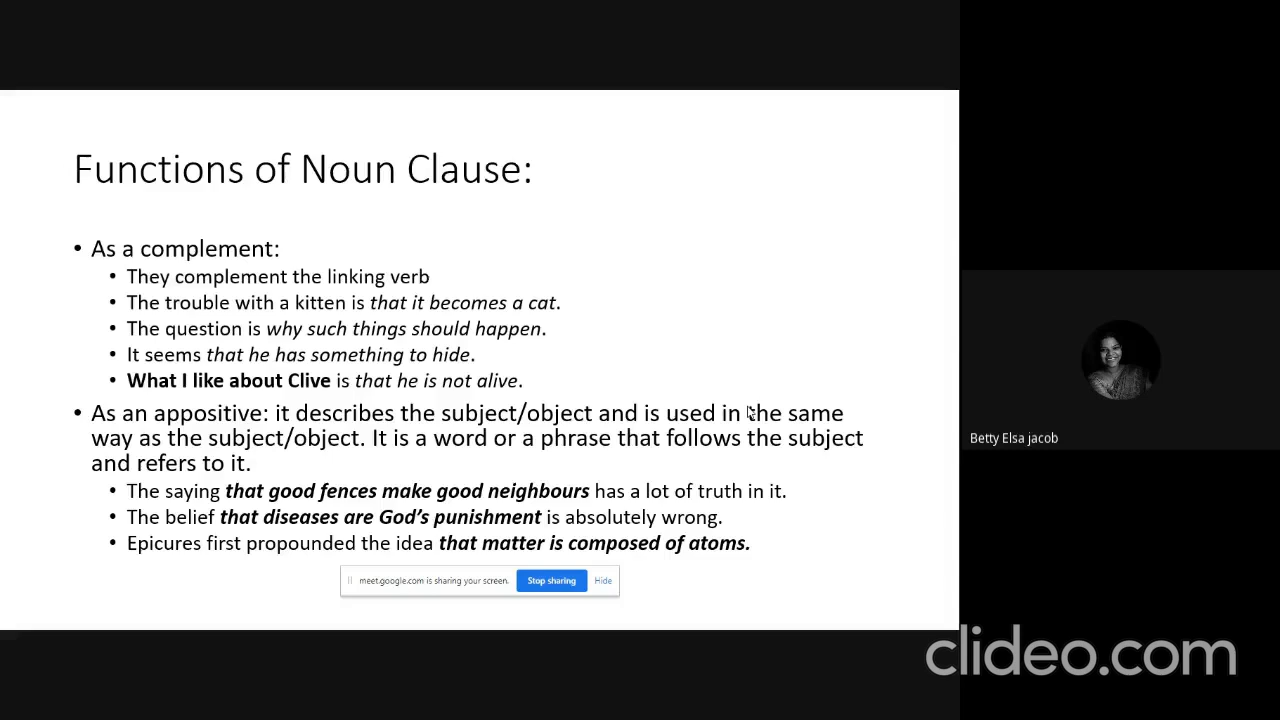 Functions of Noun Clause:
• As a complement:
• They complement the linking verb
• The trouble with a kitten is that it becomes a cat.
• The question is why such things should happen.
• It seems that he has something to hide.
• What I like about Clive is that he is not alive.
• As an appositive: it describes the subject/object and is used in the same
way as the subject/object. It is a word or a phrase that follows the subject
and refers to it.
• The saying that good fences make good neighbours has a lot of truth in it.
• The belief that diseases are God's punishment is absolutely wrong.
• Epicures first propounded the idea that matter is composed of atoms.
meet.google.com is sharing your screen. Stop sharing Hide
Betty Elsa jacob
clideo.com